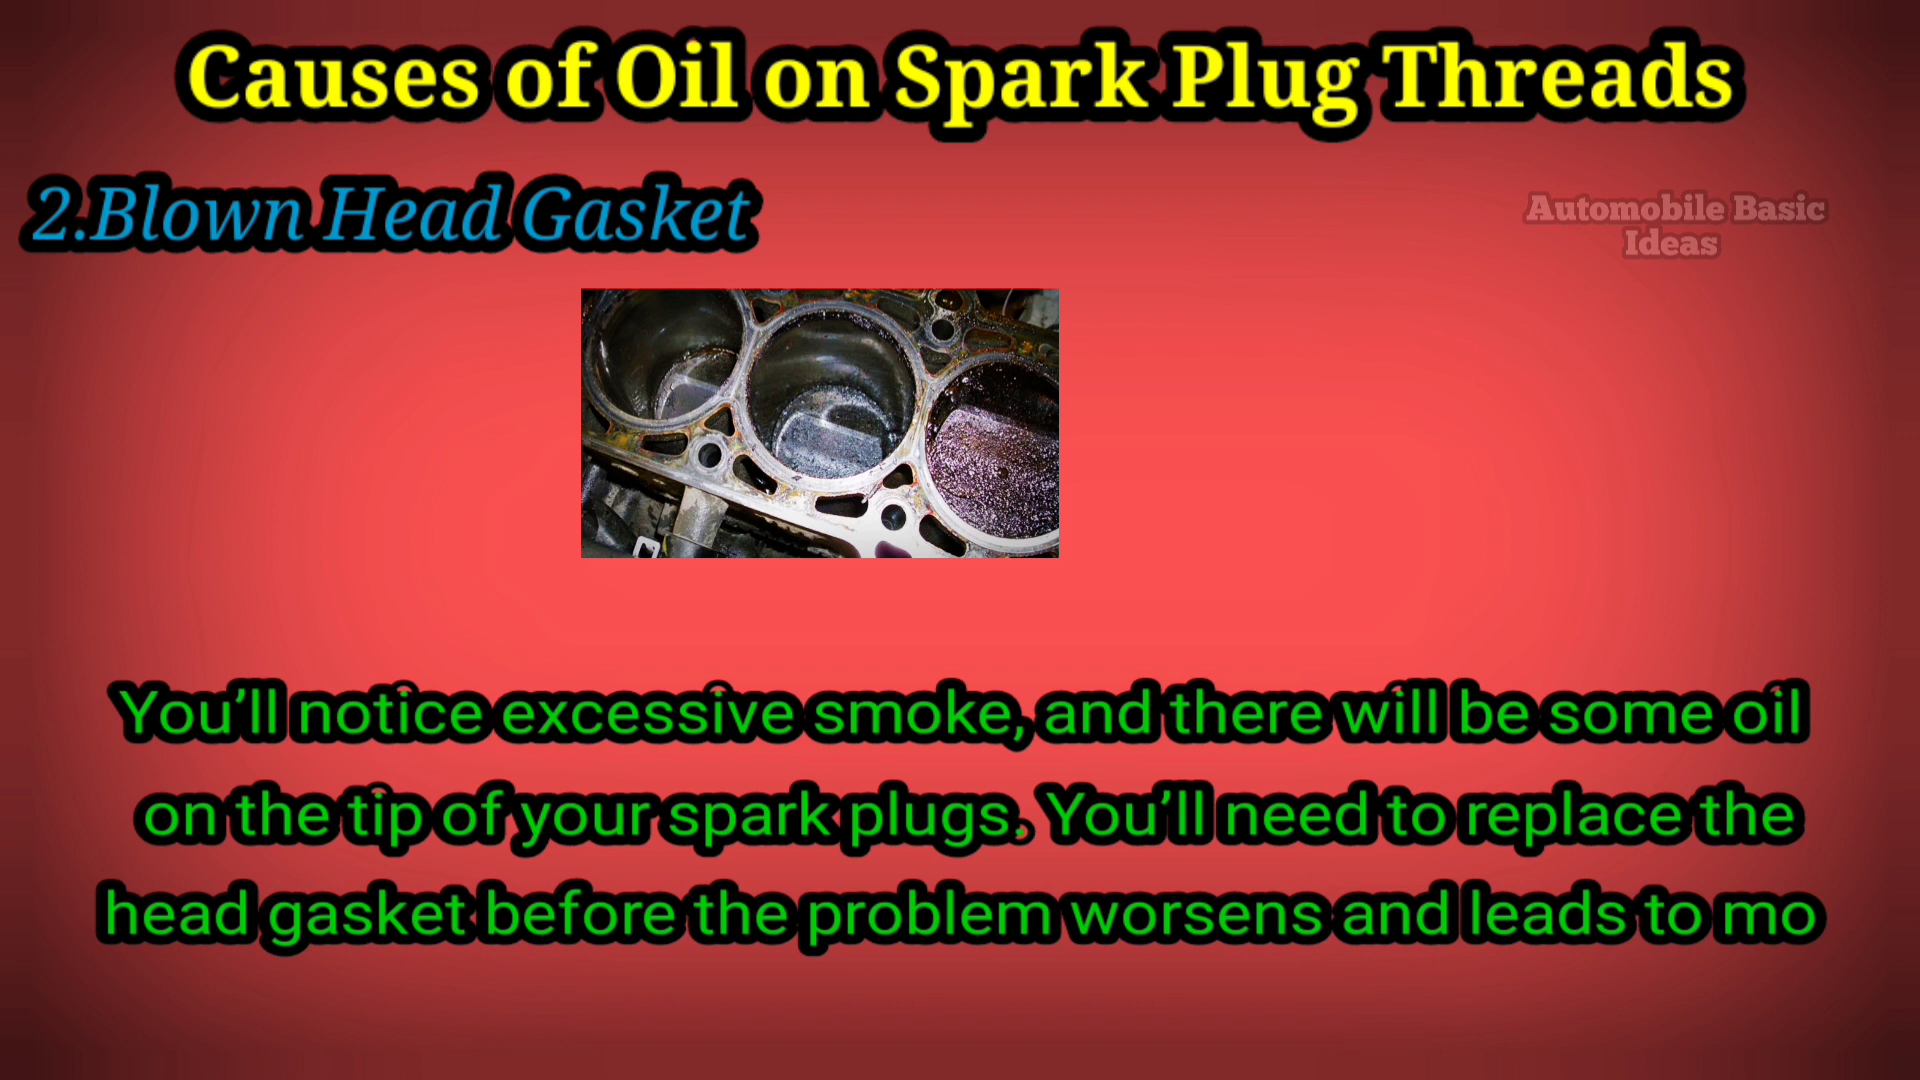 Causes of Oil on Spark Plug Threads
2.Blown Head Gasket
Automobile Basic
Ideas
You’ll notice excessive smoke, and there will be some oil
on the tip of your spark plugs. You’ll need to replace the
head gasket before the problem worsens and leads to mo